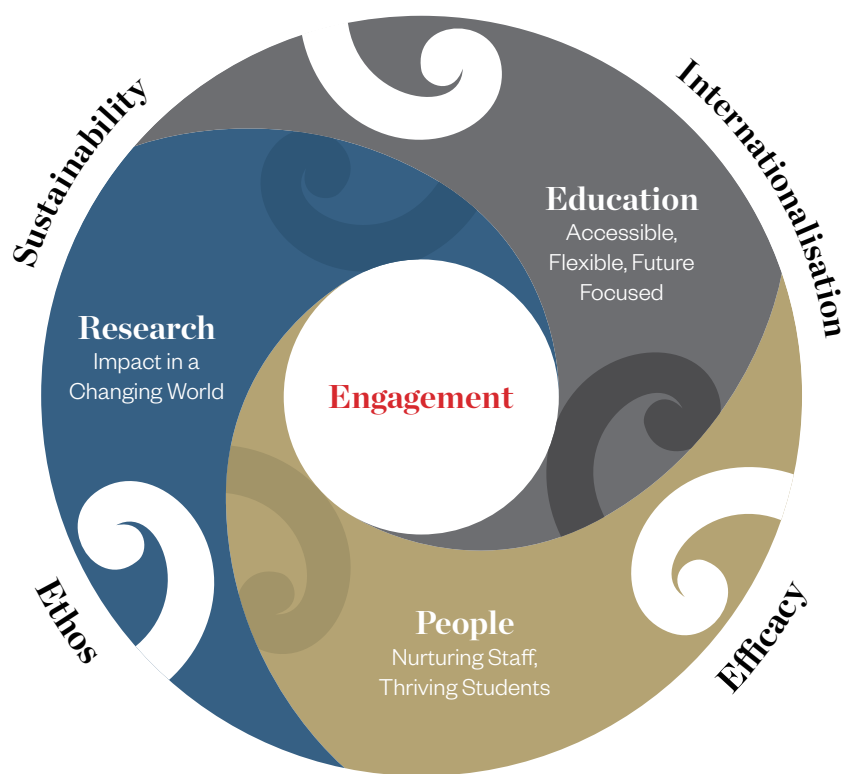 Sustainability
Internationalisation
Education
Accessible,
Flexible, Future
Focused
Research
Impact in a
Changing World
Engagement
People
Nurturing Staff,
Thriving Students
Ethos
Efficacy